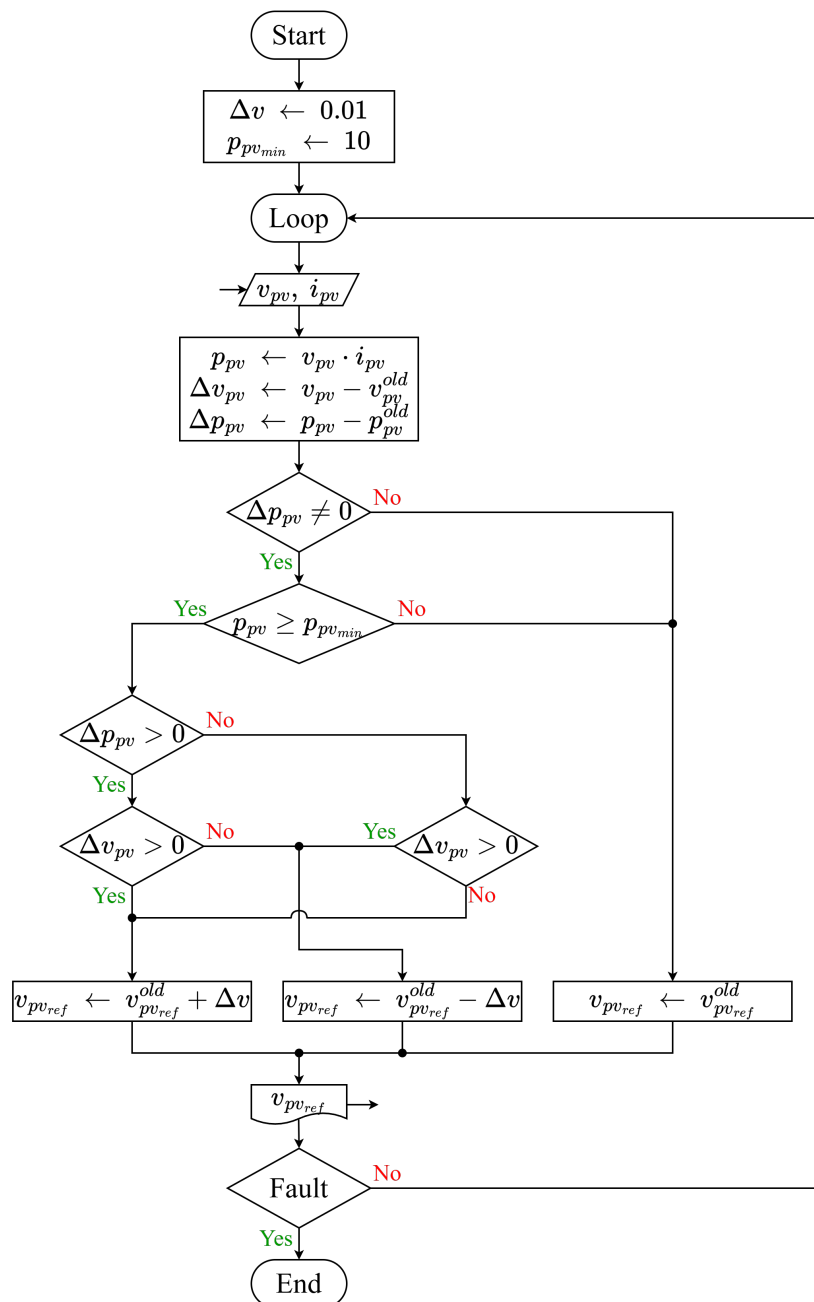 Start
Δv ← 0.01
p_{pv_{min}} ← 10
Loop
v_{pv}, i_{pv}
p_{pv} ← v_{pv} · i_{pv}
Δv_{pv} ← v_{pv} − v_{pv}^{old}
Δp_{pv} ← p_{pv} − p_{pv}^{old}
Δp_{pv} ≠ 0
No
Yes
p_{pv} ≥ p_{pv_{min}}
Yes
No
Δp_{pv} > 0
No
Yes
Δv_{pv} > 0
No
Yes
Yes
Δv_{pv} > 0
No
v_{pv_{ref}} ← v_{pv_{ref}}^{old} + Δv
v_{pv_{ref}} ← v_{pv_{ref}}^{old} − Δv
v_{pv_{ref}} ← v_{pv_{ref}}^{old}
v_{pv_{ref}}
Fault
No
Yes
End